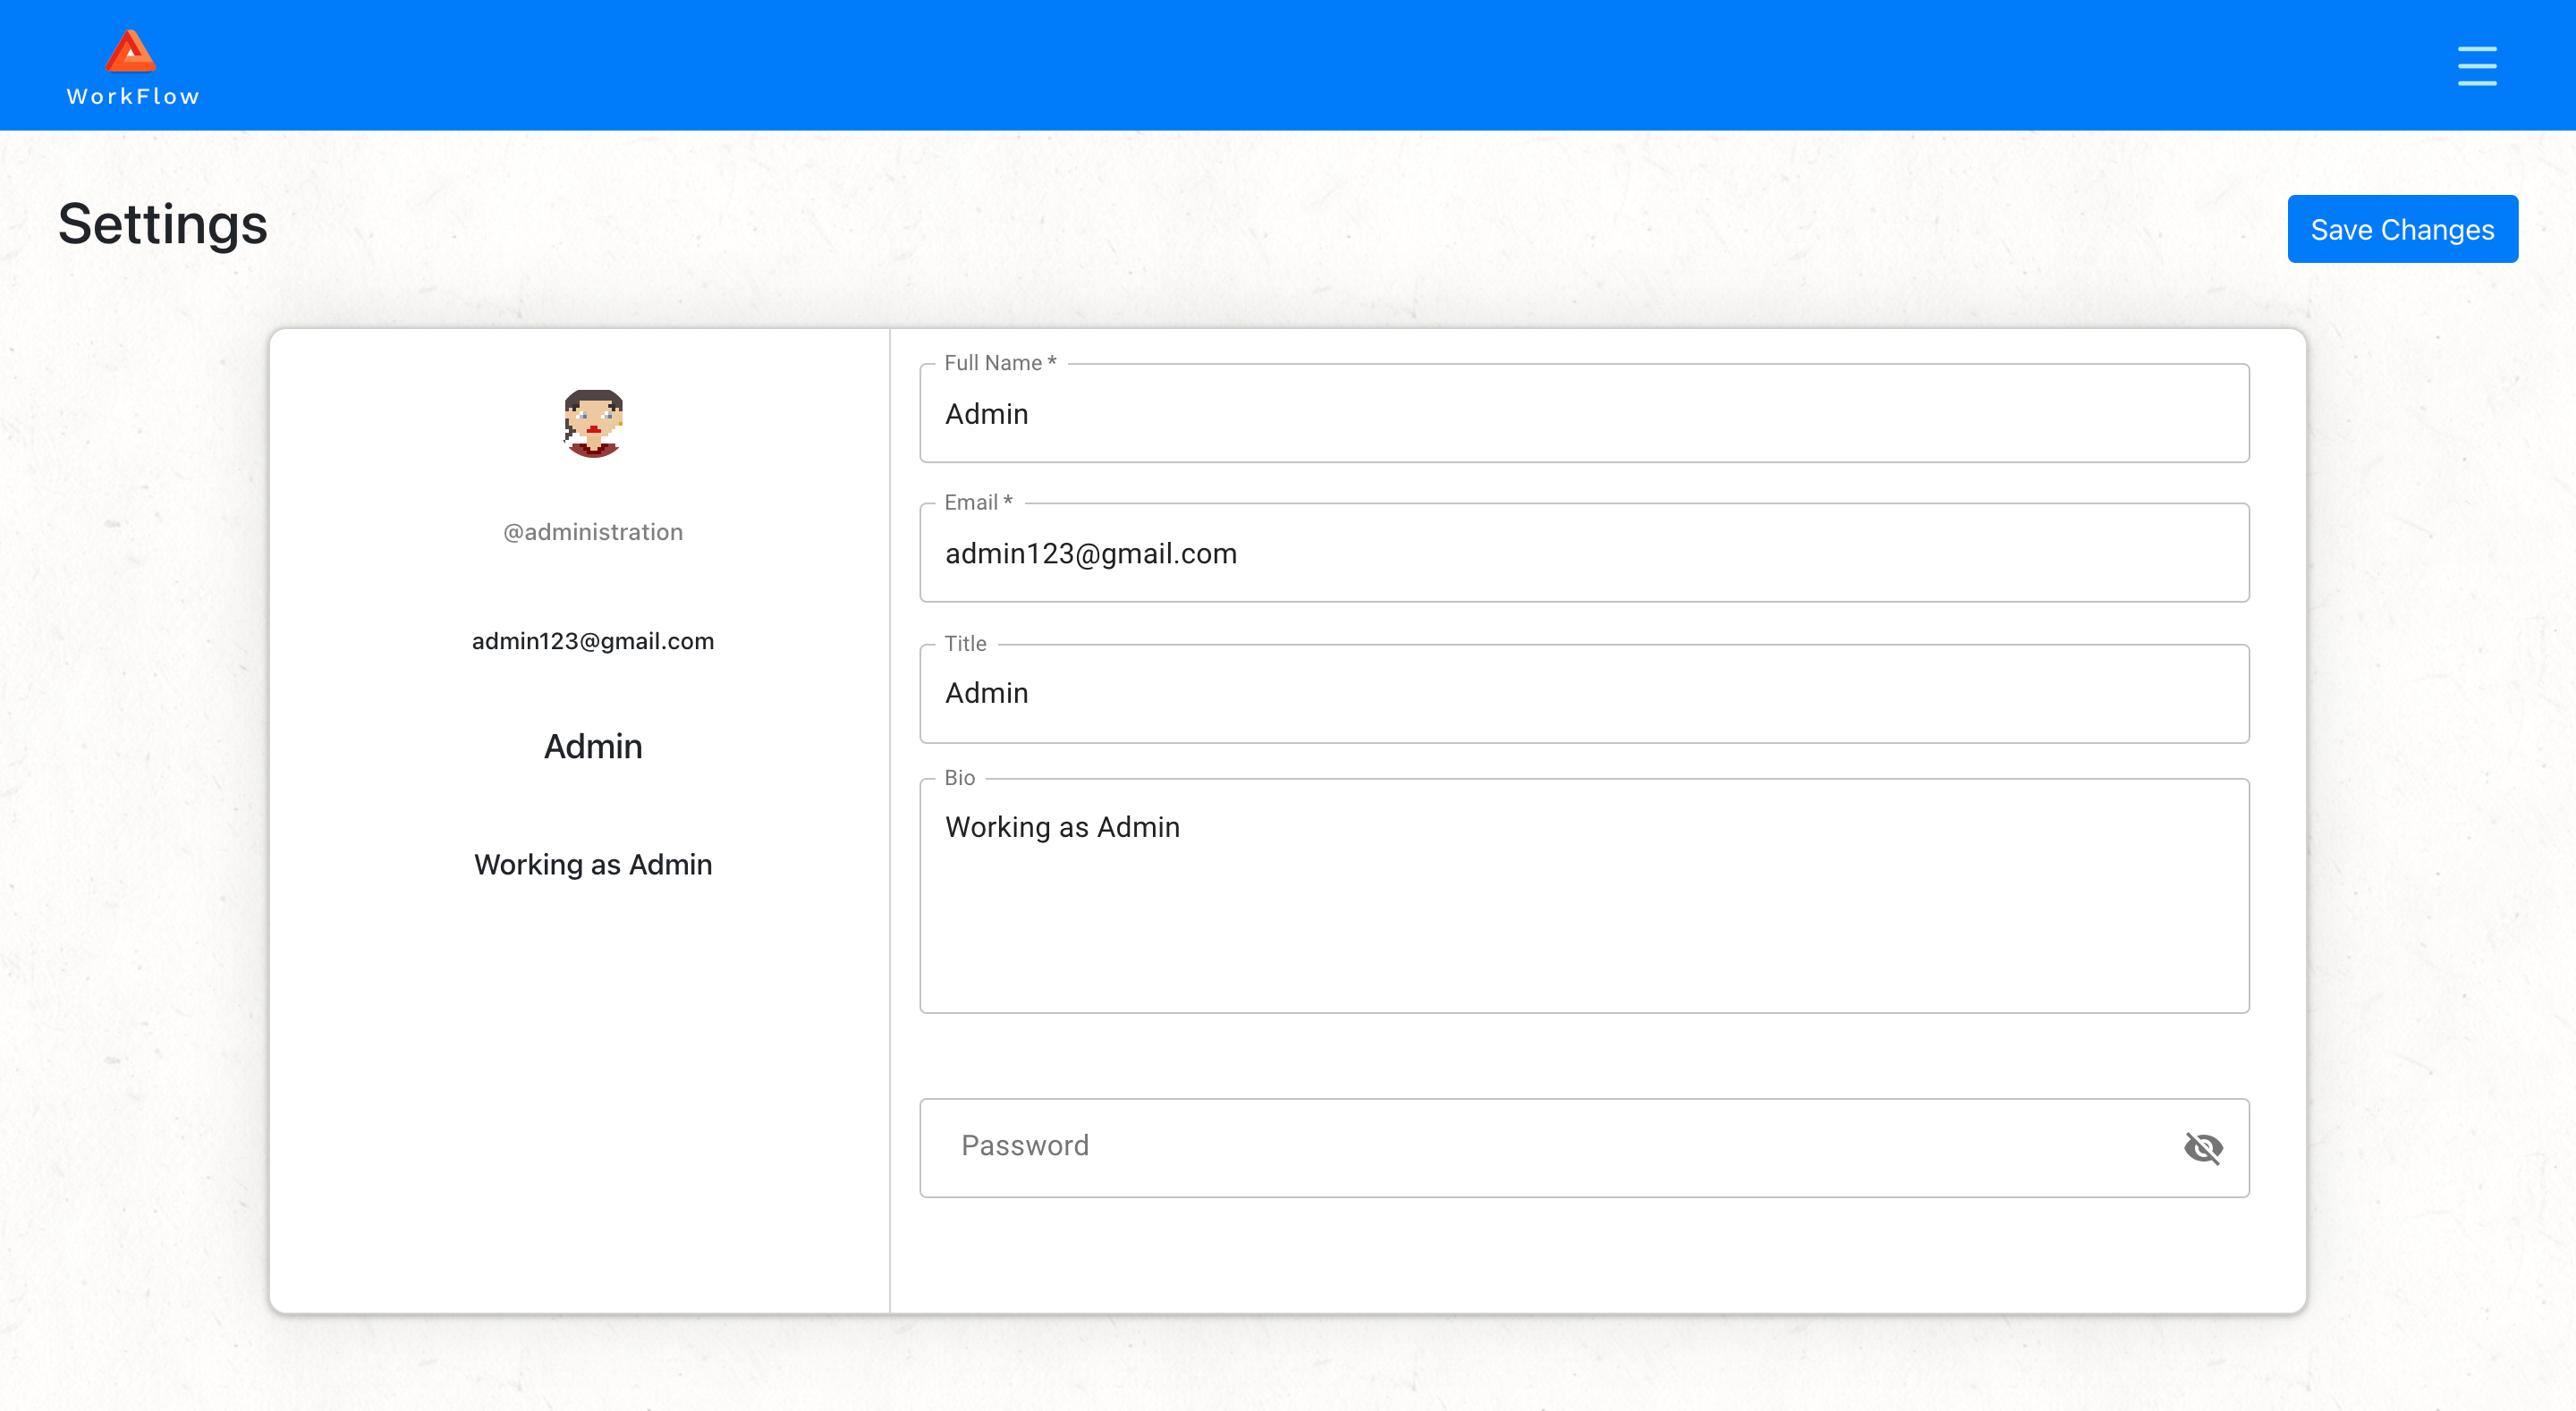 WorkFlow
Settings
Save Changes
@administration
admin123@gmail.com
Admin
Working as Admin
Full Name *
Admin
Email *
admin123@gmail.com
Title
Admin
Bio
Working as Admin
Password